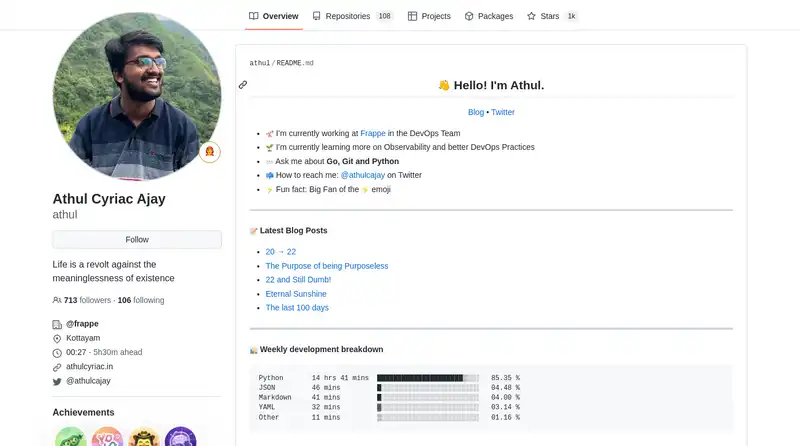 Overview Repositories 108 Projects Packages Stars 1k
athul / README.md
👋 Hello! I'm Athul.
Blog • Twitter
I'm currently working at Frappe in the DevOps Team
🌱 I'm currently learning more on Observability and better DevOps Practices
💬 Ask me about Go, Git and Python
📫 How to reach me: @athulcajay on Twitter
⚡ Fun fact: Big Fan of the ⚡ emoji
📝 Latest Blog Posts
20 → 22
The Purpose of being Purposeless
22 and Still Dumb!
Eternal Sunshine
The last 100 days
Weekly development breakdown
Python 14 hrs 41 mins 85.35 %
JSON 46 mins 04.48 %
Markdown 41 mins 04.00 %
YAML 32 mins 03.14 %
Other 11 mins 01.16 %
Athul Cyriac Ajay
athul
Follow
Life is a revolt against the
meaninglessness of existence
713 followers · 106 following
@frappe
Kottayam
00:27 - 5h30m ahead
athulcyriac.in
@athulcajay
Achievements